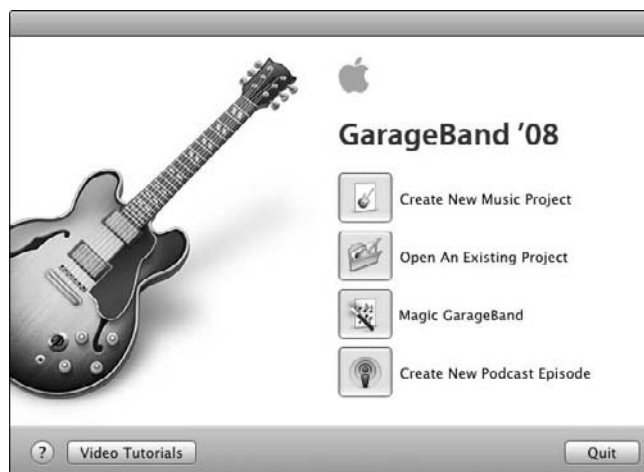 GarageBand '08
Create New Music Project
Open An Existing Project
Magic GarageBand
Create New Podcast Episode
? Video Tutorials Quit